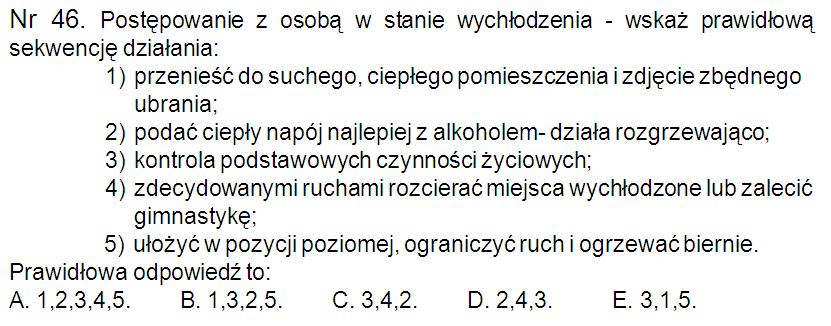 Nr 46. Postępowanie z osobą w stanie wychłodzenia - wskaż prawidłową
sekwencję działania:
1) przenieść do suchego, ciepłego pomieszczenia i zdjęcie zbędnego
ubrania;
2) podać ciepły napój najlepiej z alkoholem- działa rozgrzewająco;
3) kontrola podstawowych czynności życiowych;
4) zdecydowanymi ruchami rozcierać miejsca wychłodzone lub zalecić
gimnastykę;
5) ułożyć w pozycji poziomej, ograniczyć ruch i ogrzewać biernie.
Prawidłowa odpowiedź to:
A. 1,2,3,4,5. B. 1,3,2,5. C. 3,4,2. D. 2,4,3. E. 3,1,5.